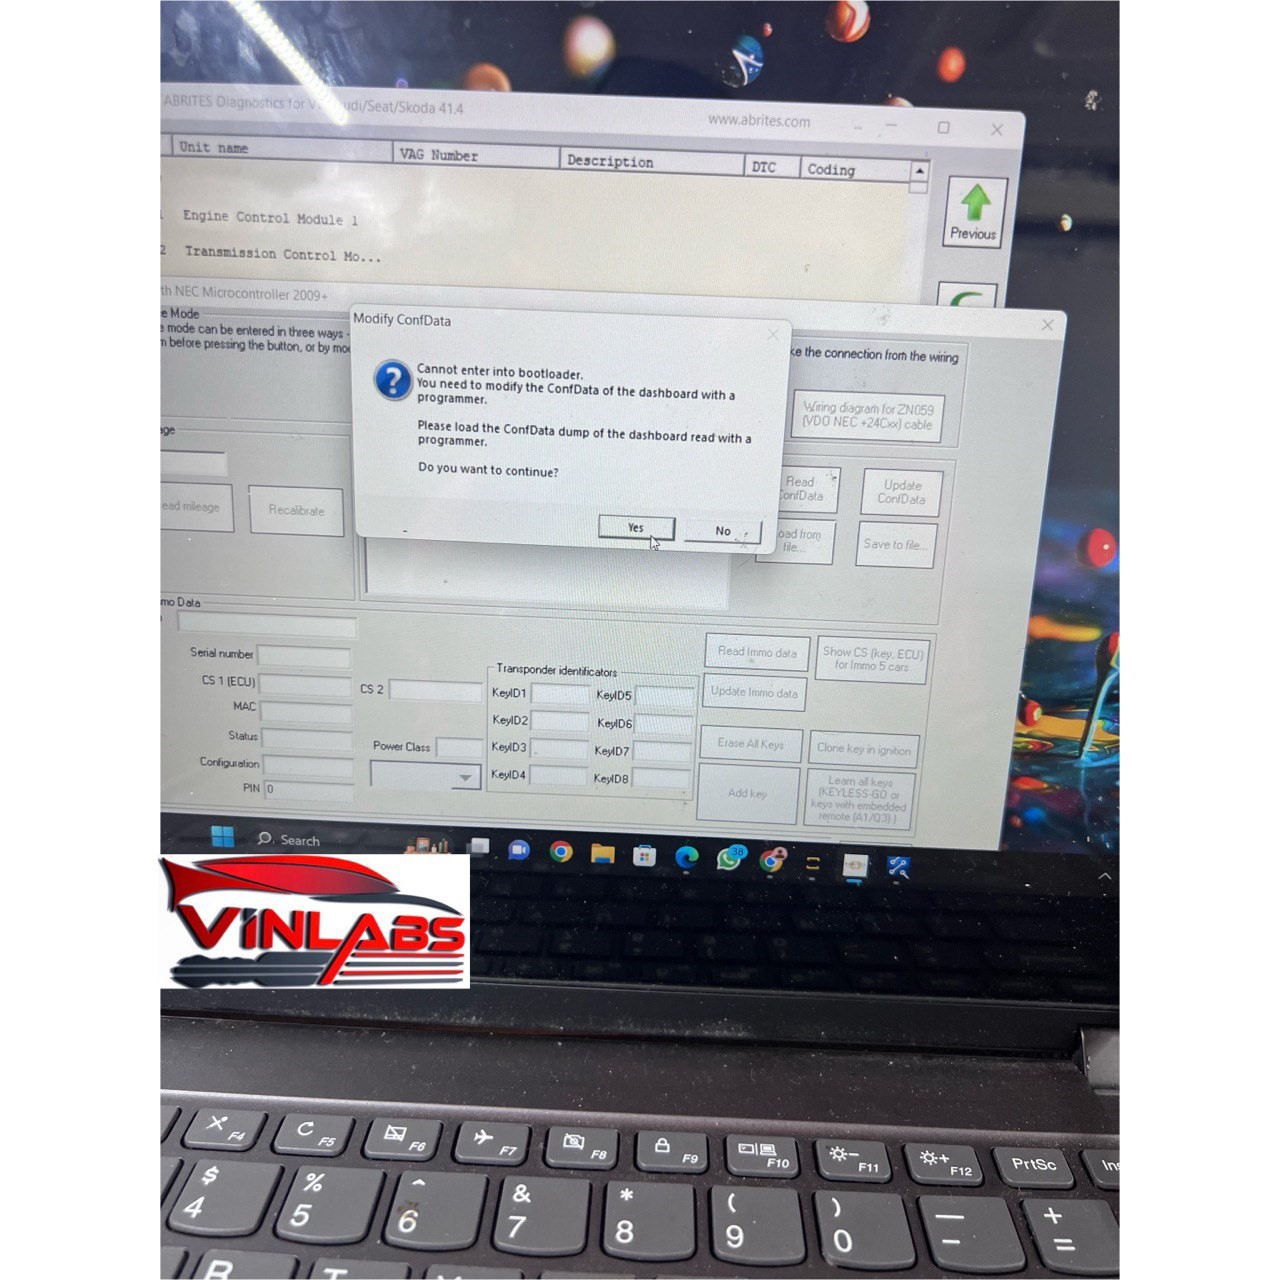 ABRITES Diagnostics for V udi/Seat/Skoda 41.4
www.abrites.com
Unit name
VAG Number
Description
DTC
Coding
Engine Control Module 1
2 Transmission Control Mo...
Previous
th NEC Microcontroller 2009+
e Mode
e mode can be entered in three ways -
n before pressing the button, or by mo
ke the connection from the wiring
Wiring diagram for ZN059
(VDO NEC +24Cxx) cable
Modify ConfData
Cannot enter into bootloader.
You need to modify the ConfData of the dashboard with a
programmer.
Please load the ConfData dump of the dashboard read with a
programmer.
Do you want to continue?
Yes
No
age
ead mileage
Recalibrate
Read
ConfData
Update
ConfData
oad from
file...
Save to file...
mo Data
Serial number
CS 1 (ECU)
CS 2
MAC
Status
Power Class
Configuration
PIN 0
Transponder identificators
KeyID1
KeyID5
KeyID2
KeyID6
KeyID3
KeyID7
KeyID4
KeyID8
Read Immo data
Show CS (key, ECU)
for Immo 5 cars
Update Immo data
Erase All Keys
Clone key in ignition
Add key
Learn all keys
(KEYLESS-GO or
keys with embedded
remote (A1/Q3) )
Search
38
VINLABS
F4
F5
F6
F7
F8
F9
F10
F11
F12
PrtSc
Ins
$
4
%
5
^
6
&
7
*
8
(
9
)
0
—
-
+
=
R
T